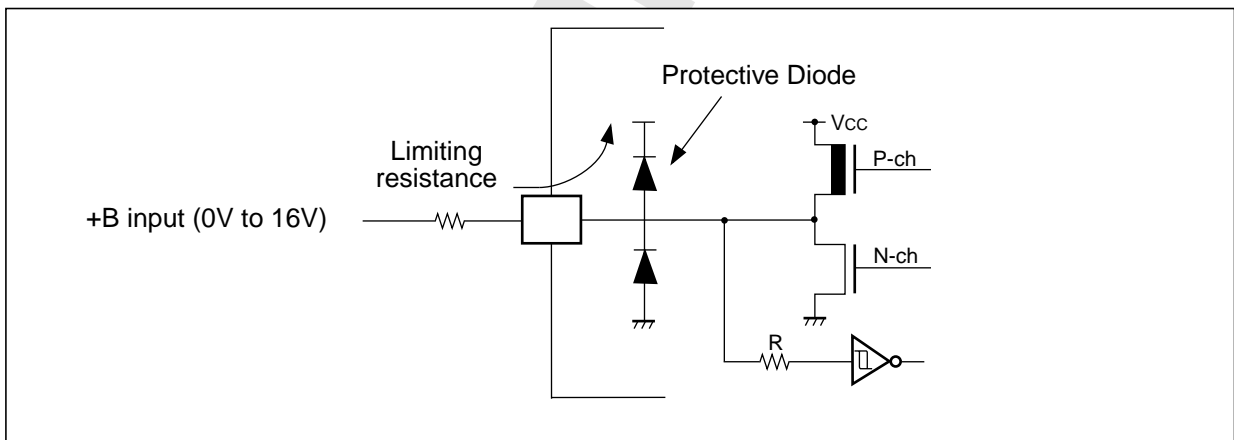 Protective Diode
Vcc
Limiting
resistance
P-ch
+B input (0V to 16V)
N-ch
R